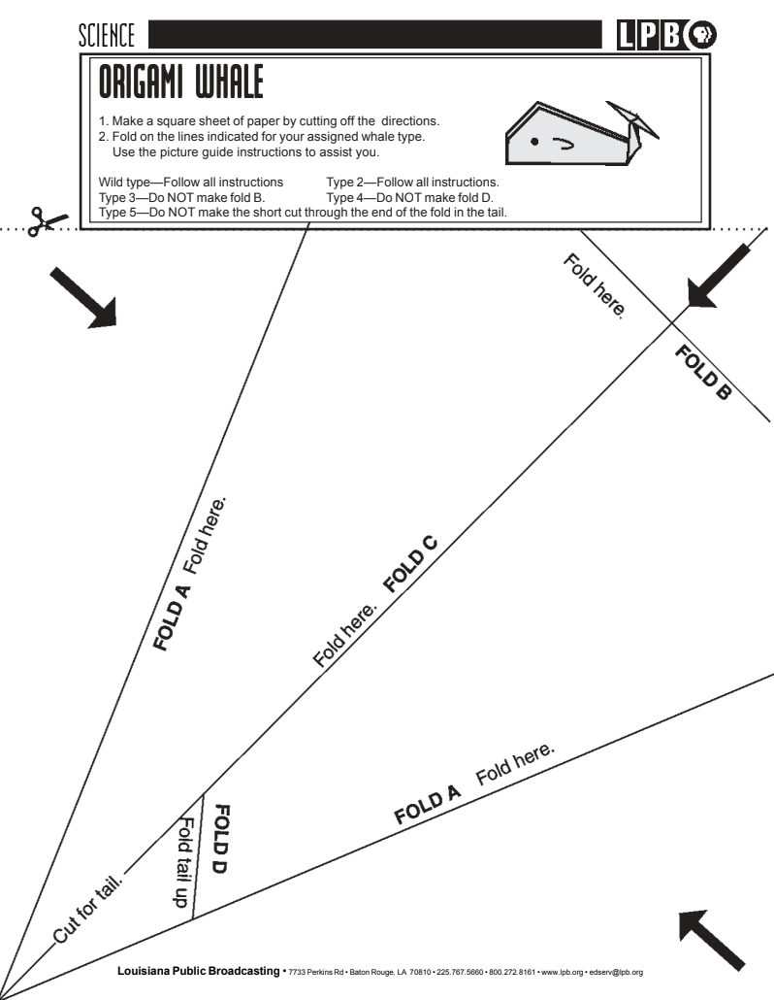 SCIENCE
LPB
ORIGAMI WHALE
1. Make a square sheet of paper by cutting off the directions.
2. Fold on the lines indicated for your assigned whale type.
Use the picture guide instructions to assist you.
Wild type—Follow all instructions Type 2—Follow all instructions.
Type 3—Do NOT make fold B. Type 4—Do NOT make fold D.
Type 5—Do NOT make the short cut through the end of the fold in the tail.
Fold here.
FOLD B
FOLD A Fold here.
Fold here. FOLD C
FOLD A Fold here.
FOLD D
Fold tail up
Cut for tail.
Louisiana Public Broadcasting • 7733 Perkins Rd • Baton Rouge, LA 70810 • 225.767.5660 • 800.272.8161 • www.lpb.org • edserv@lpb.org